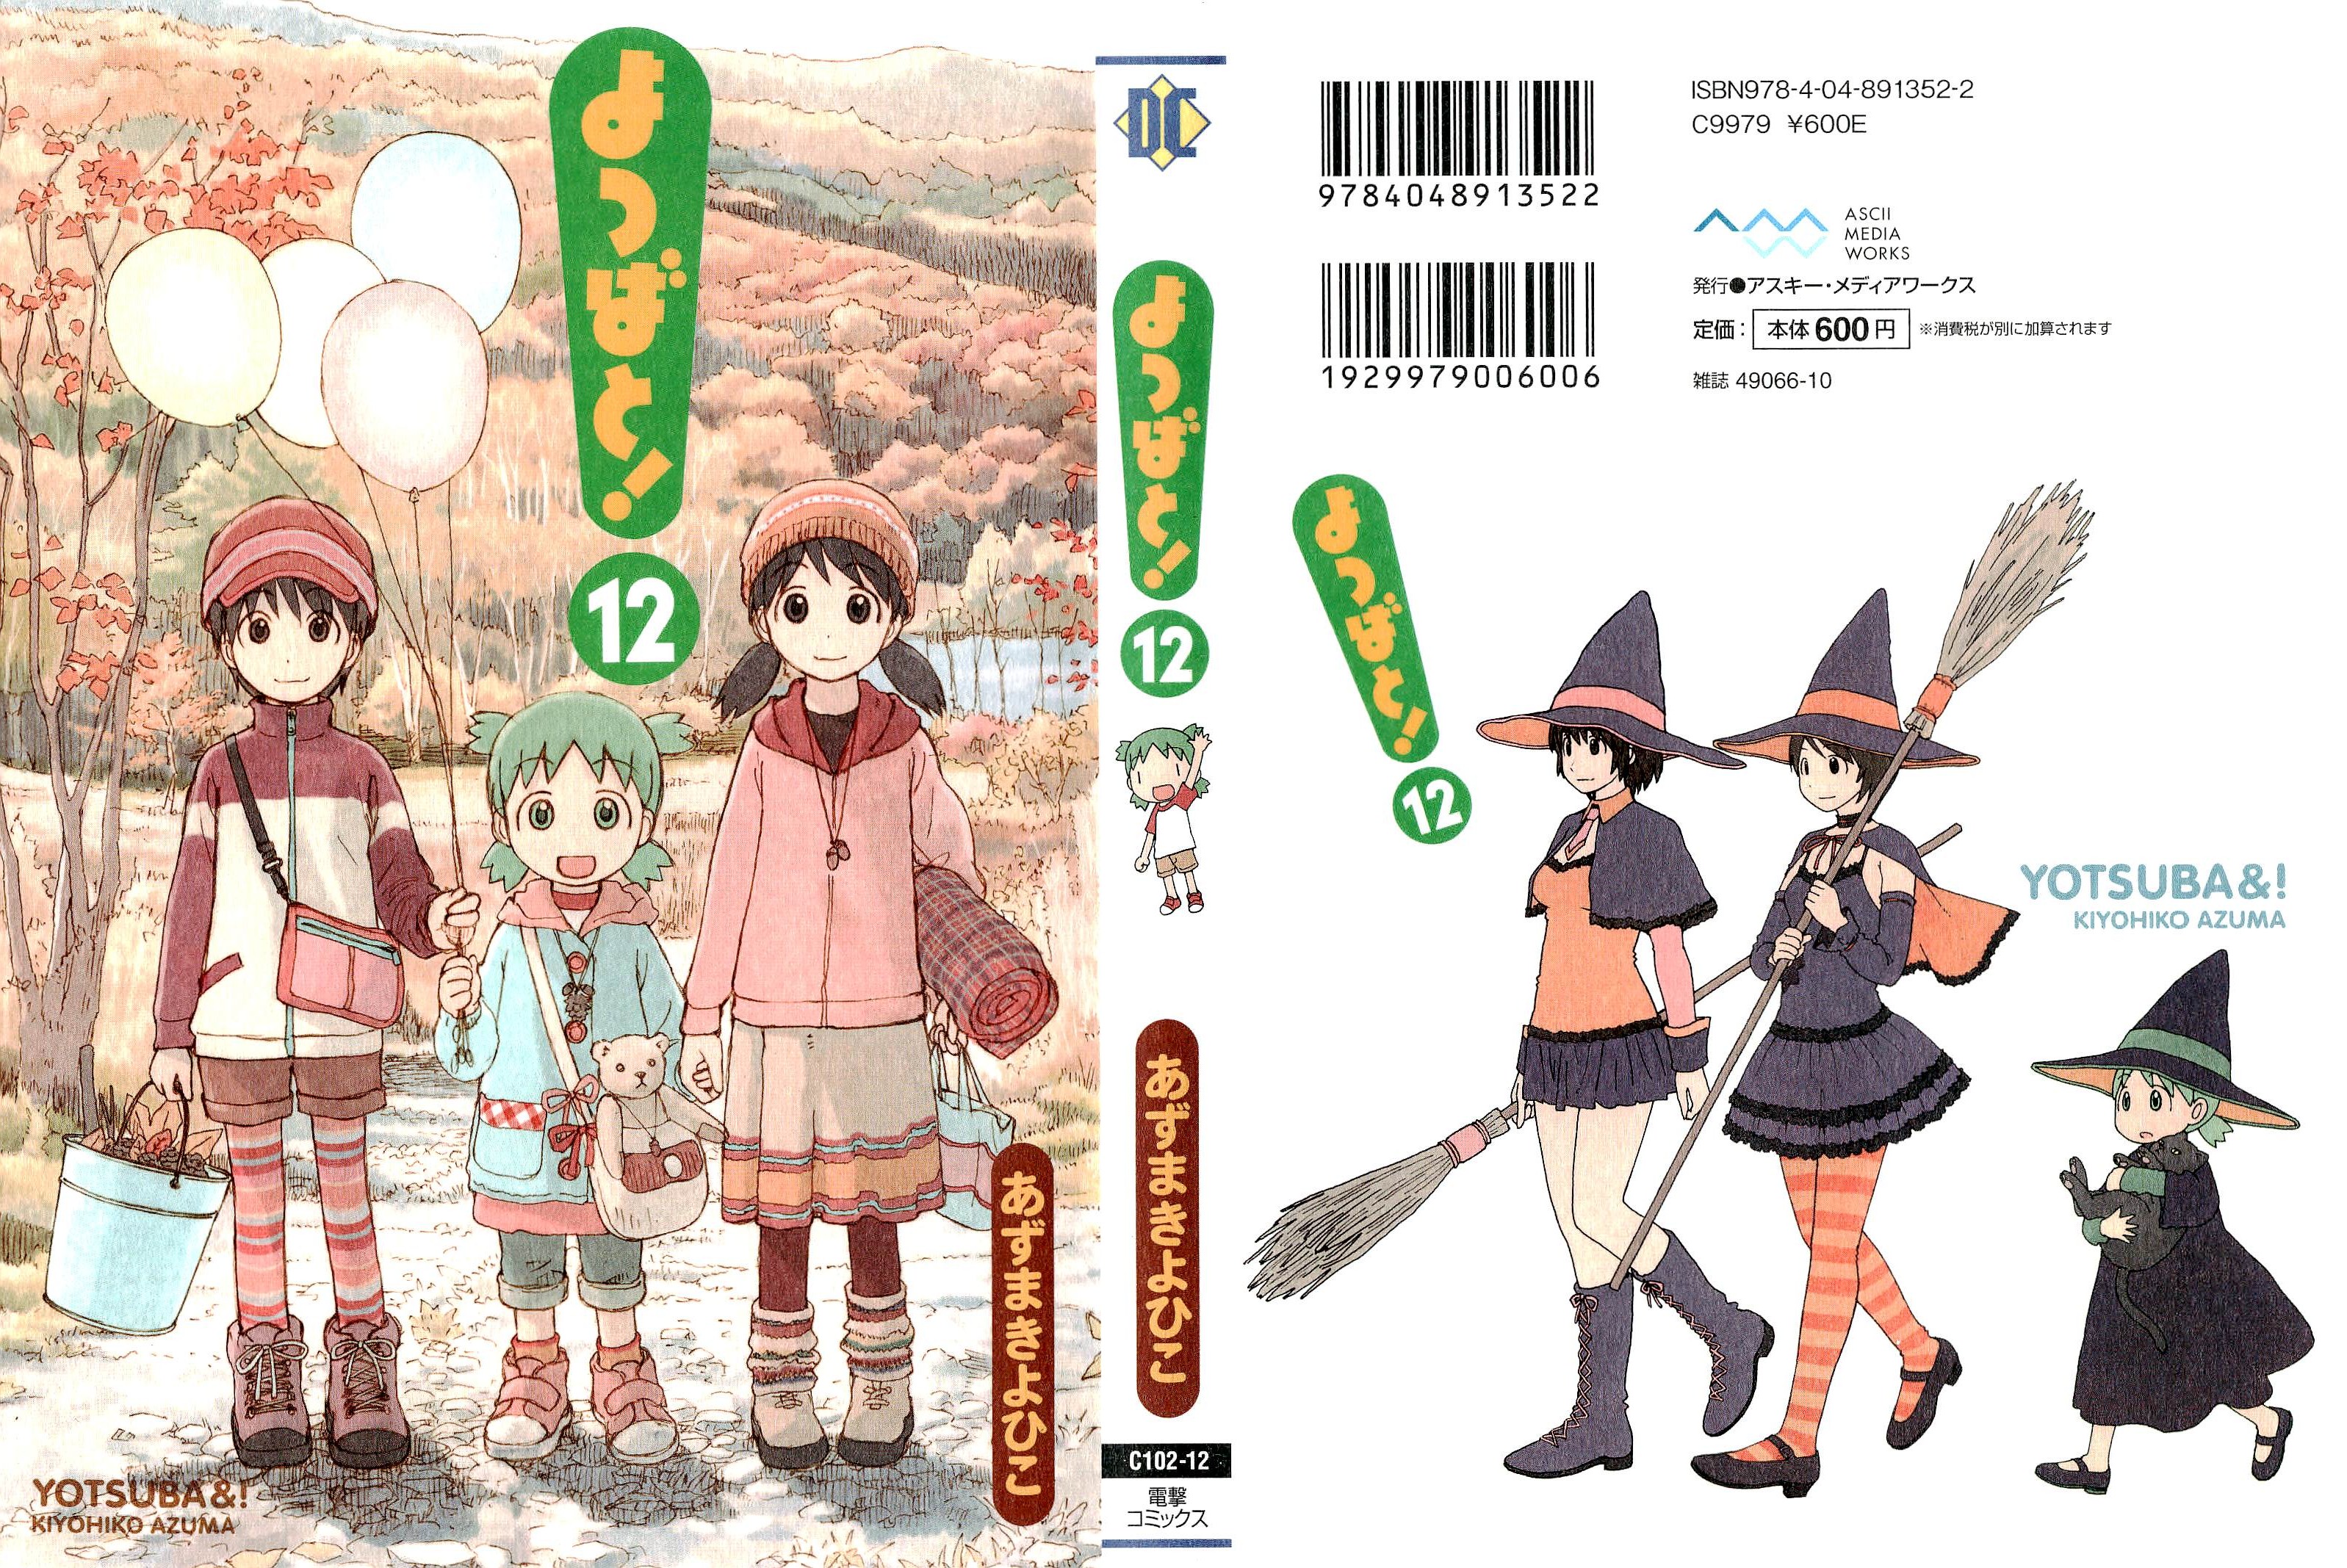 よつばと!
12
YOTSUBA&!
KIYOHIKO AZUMA
あずまきよひこ
DC
よつばと!
12
あずまきよひこ
C102-12
電撃
コミックス
9784048913522
1929979006006
ISBN978-4-04-891352-2
C9979 ¥600E
ASCII
MEDIA
WORKS
発行●アスキー・メディアワークス
定価：本体600円 ※消費税が別に加算されます
雑誌 49066-10
よつばと!
12
YOTSUBA&!
KIYOHIKO AZUMA